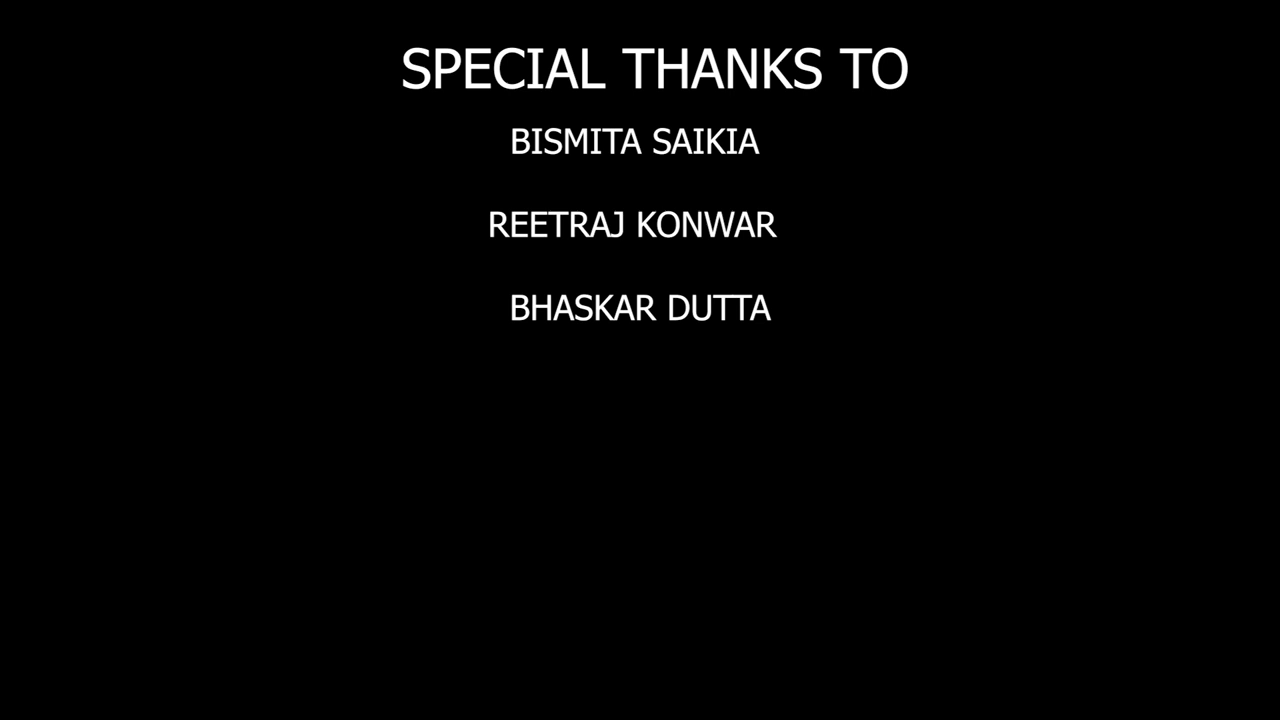 SPECIAL THANKS TO
BISMITA SAIKIA
REETRAJ KONWAR
BHASKAR DUTTA